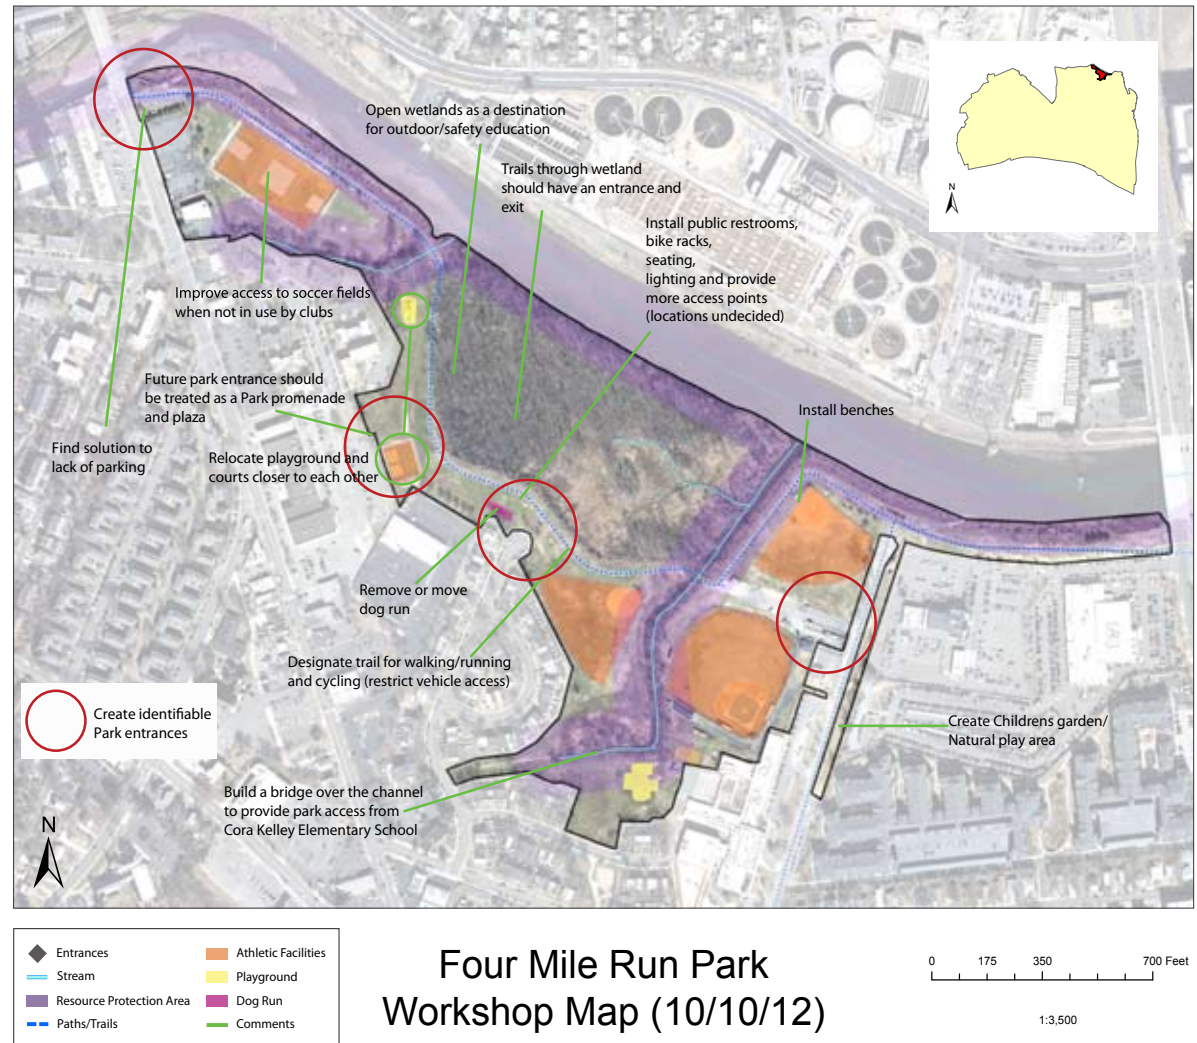 N
Open wetlands as a destination
for outdoor/safety education
Trails through wetland
should have an entrance and
exit
Install public restrooms,
bike racks,
seating,
lighting and provide
more access points
(locations undecided)
Improve access to soccer fields
when not in use by clubs
Future park entrance should
be treated as a Park promenade
and plaza
Install benches
Find solution to
lack of parking
Relocate playground and
courts closer to each other
Remove or move
dog run
Designate trail for walking/running
and cycling (restrict vehicle access)
Create identifiable
Park entrances
Create Childrens garden/
Natural play area
Build a bridge over the channel
to provide park access from
Cora Kelley Elementary School
N
Entrances
Stream
Resource Protection Area
Paths/Trails
Athletic Facilities
Playground
Dog Run
Comments
Four Mile Run Park
Workshop Map (10/10/12)
0 175 350 700 Feet
1:3,500